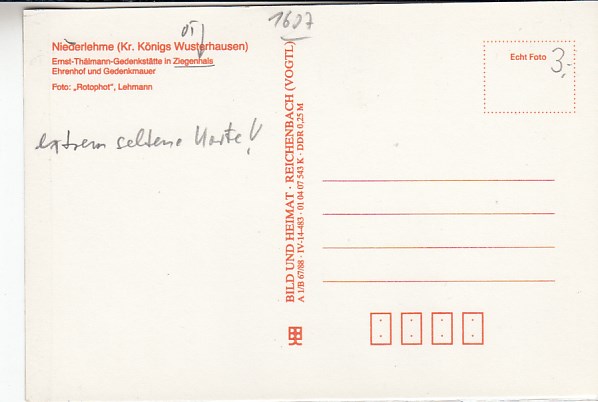 1627
OT
Niederlehme (Kr. Königs Wusterhausen)
Ernst-Thälmann-Gedenkstätte in Ziegenhals
Ehrenhof und Gedenkmauer
Foto: „Rotophot", Lehmann
extrem seltene Karte!
BILD UND HEIMAT · REICHENBACH (VOGTL)
A 1/B 67/88 · IV-14-483 · 01 04 07 543 K · DDR 0,25 M
Echt Foto
3,-